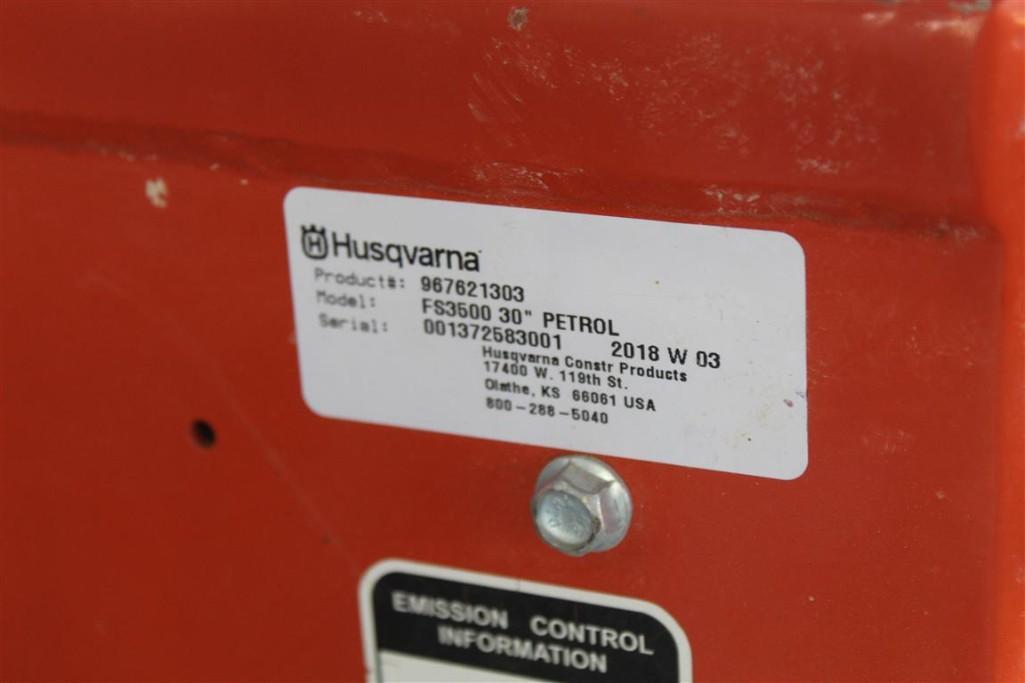 Husqvarna
Product#: 967621303
Model: FS3500 30" PETROL
Serial: 001372583001 2018 W 03
Husqvarna Constr Products
17400 W. 119th St.
Olathe, KS 66061 USA
800-288-5040
EMISSION CONTROL
INFORMATION